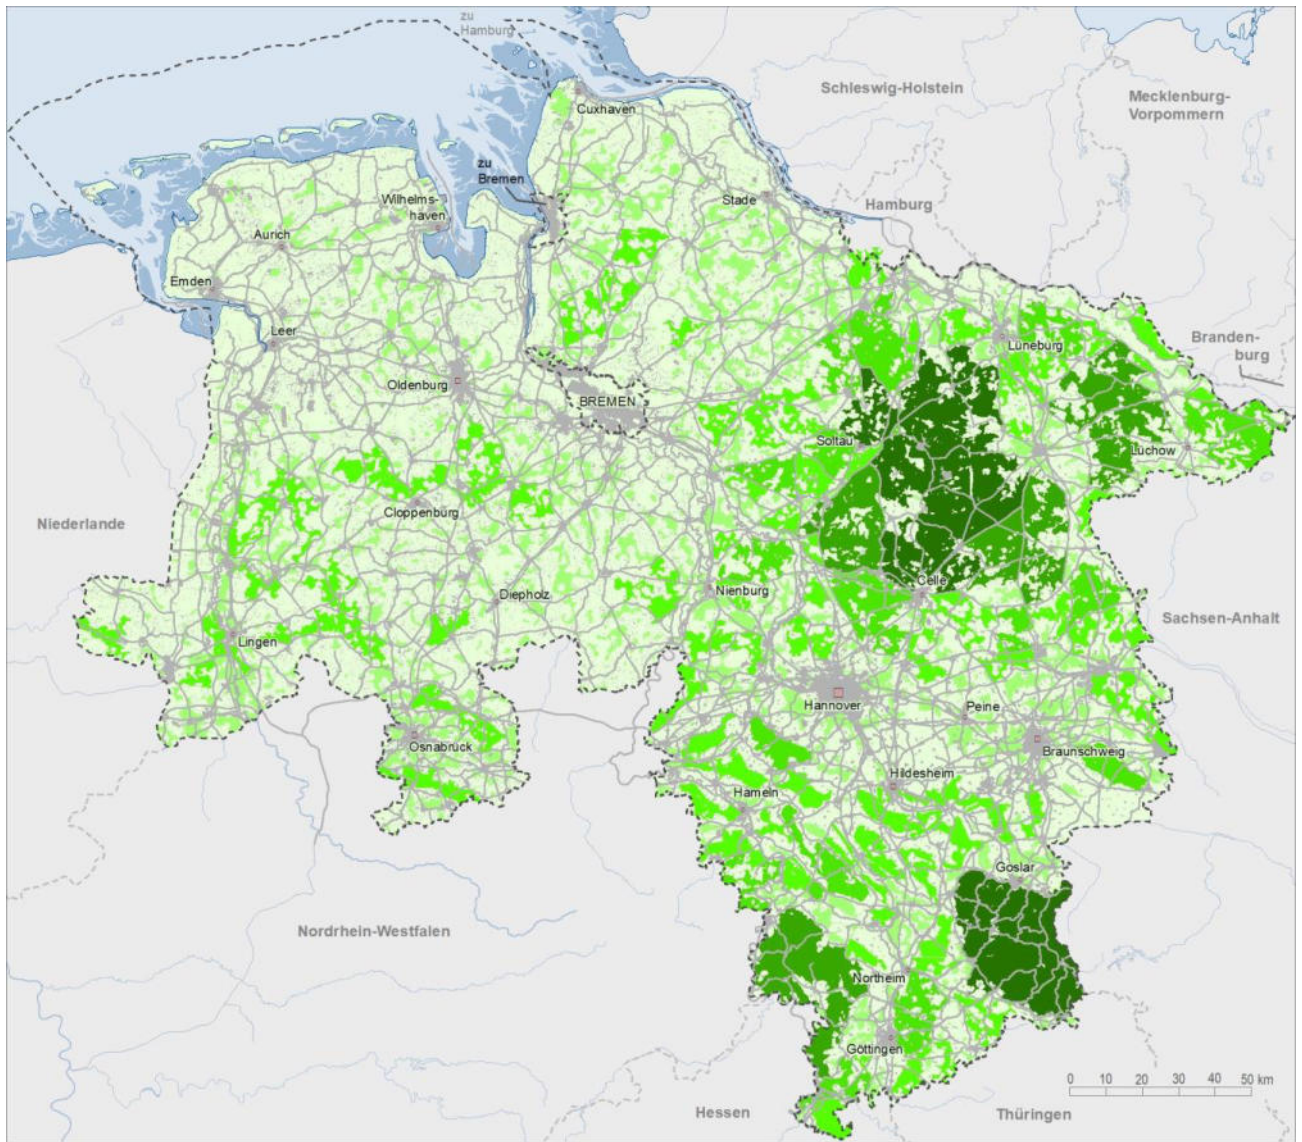 zu
Hamburg
Schleswig-Holstein
Mecklenburg-
Vorpommern
Cuxhaven
zu
Bremen
Wilhelms-
haven
Stade
Hamburg
Aurich
Emden
Leer
Lüneburg
Branden-
burg
Oldenburg
BREMEN
Soltau
Lüchow
Cloppenburg
Niederlande
Celle
Diepholz
Nienburg
Sachsen-Anhalt
Lingen
Hannover
Peine
Osnabrück
Braunschweig
Hildesheim
Hameln
Goslar
Nordrhein-Westfalen
Northeim
Göttingen
0 10 20 30 40 50 km
Hessen
Thüringen